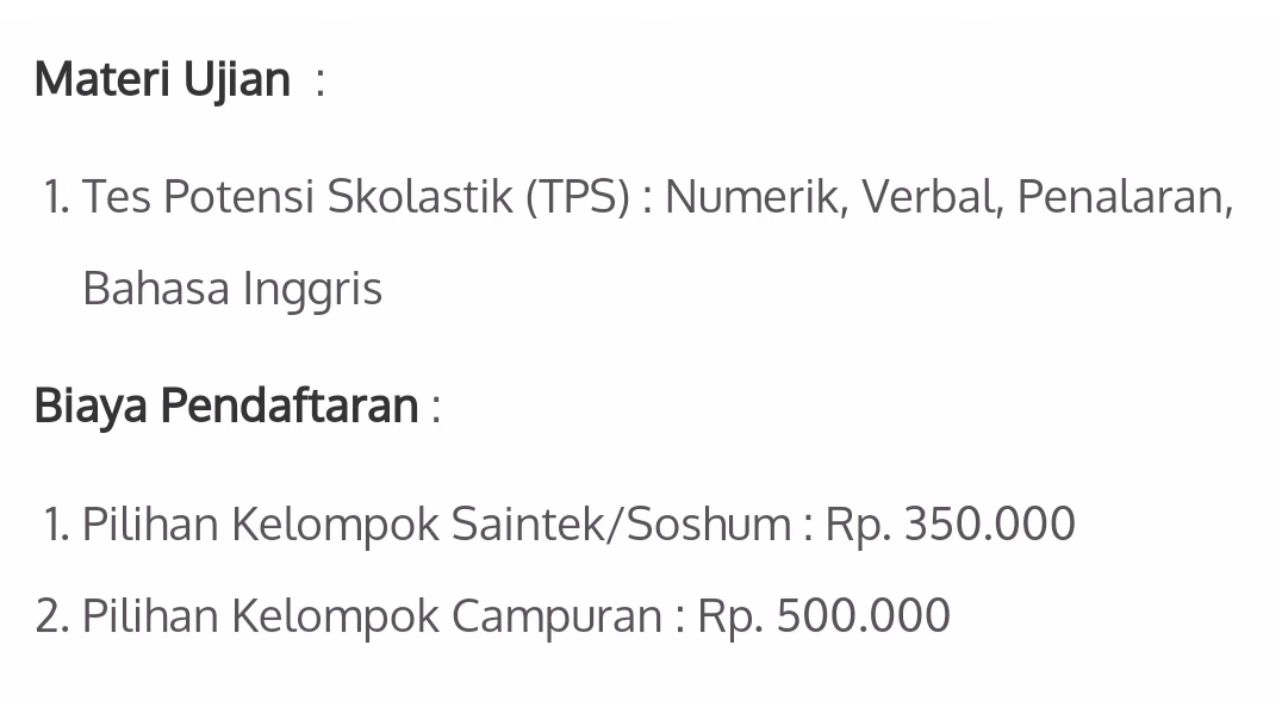 Materi Ujian :
1. Tes Potensi Skolastik (TPS) : Numerik, Verbal, Penalaran,
Bahasa Inggris
Biaya Pendaftaran :
1. Pilihan Kelompok Saintek/Soshum : Rp. 350.000
2. Pilihan Kelompok Campuran : Rp. 500.000